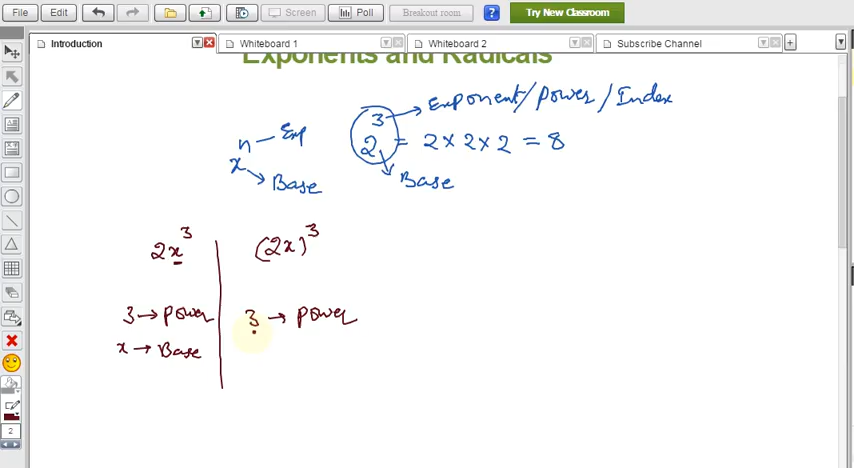 File Edit Screen Poll Breakout room ? Try New Classroom
Introduction Whiteboard 1 Whiteboard 2 Subscribe Channel
Exponents and Radicals
3 → Exponent/Power/Index
n — Exp
2 = 2 × 2 × 2 = 8
x → Base
Base
2x³ (2x)³
3 → Power 3 → Power
x → Base
2